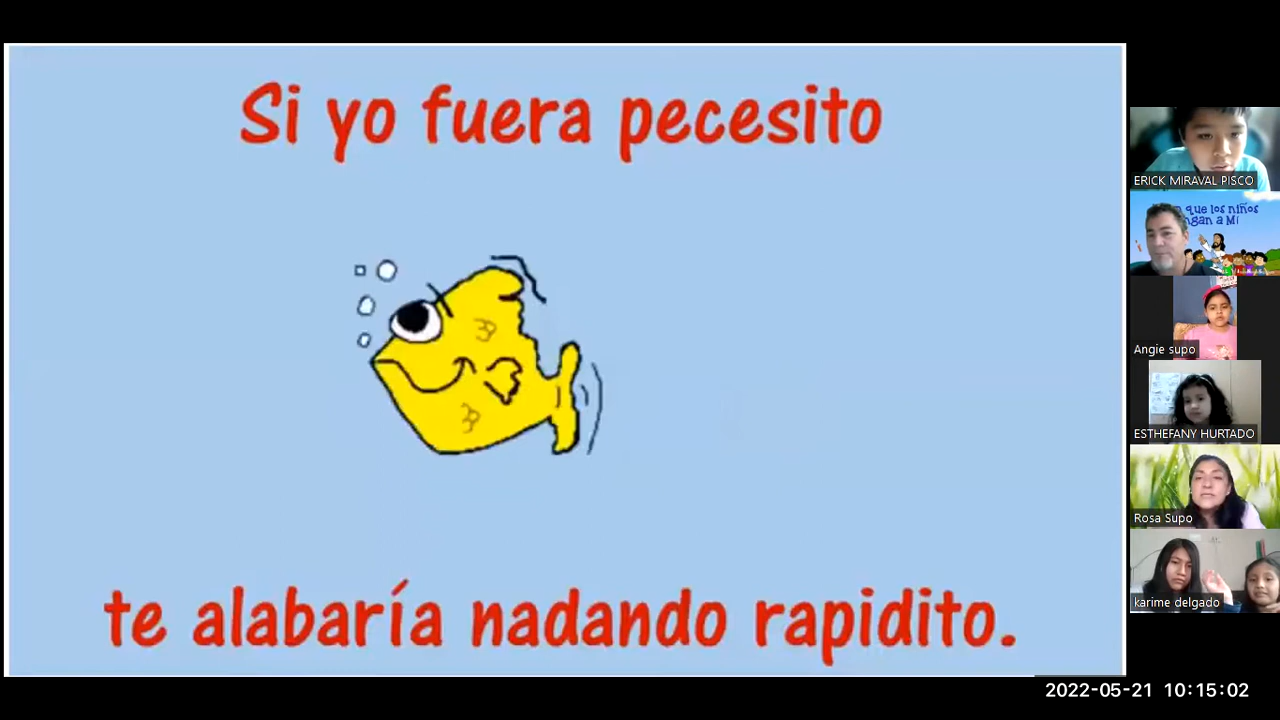 Si yo fuera pecesito
te alabaría nadando rapidito.
ERICK MIRAVAL PISCO
que los niños
ngan a Mí
Angie supo
ESTHEFANY HURTADO
Rosa Supo
karime delgado
2022-05-21 10:15:02